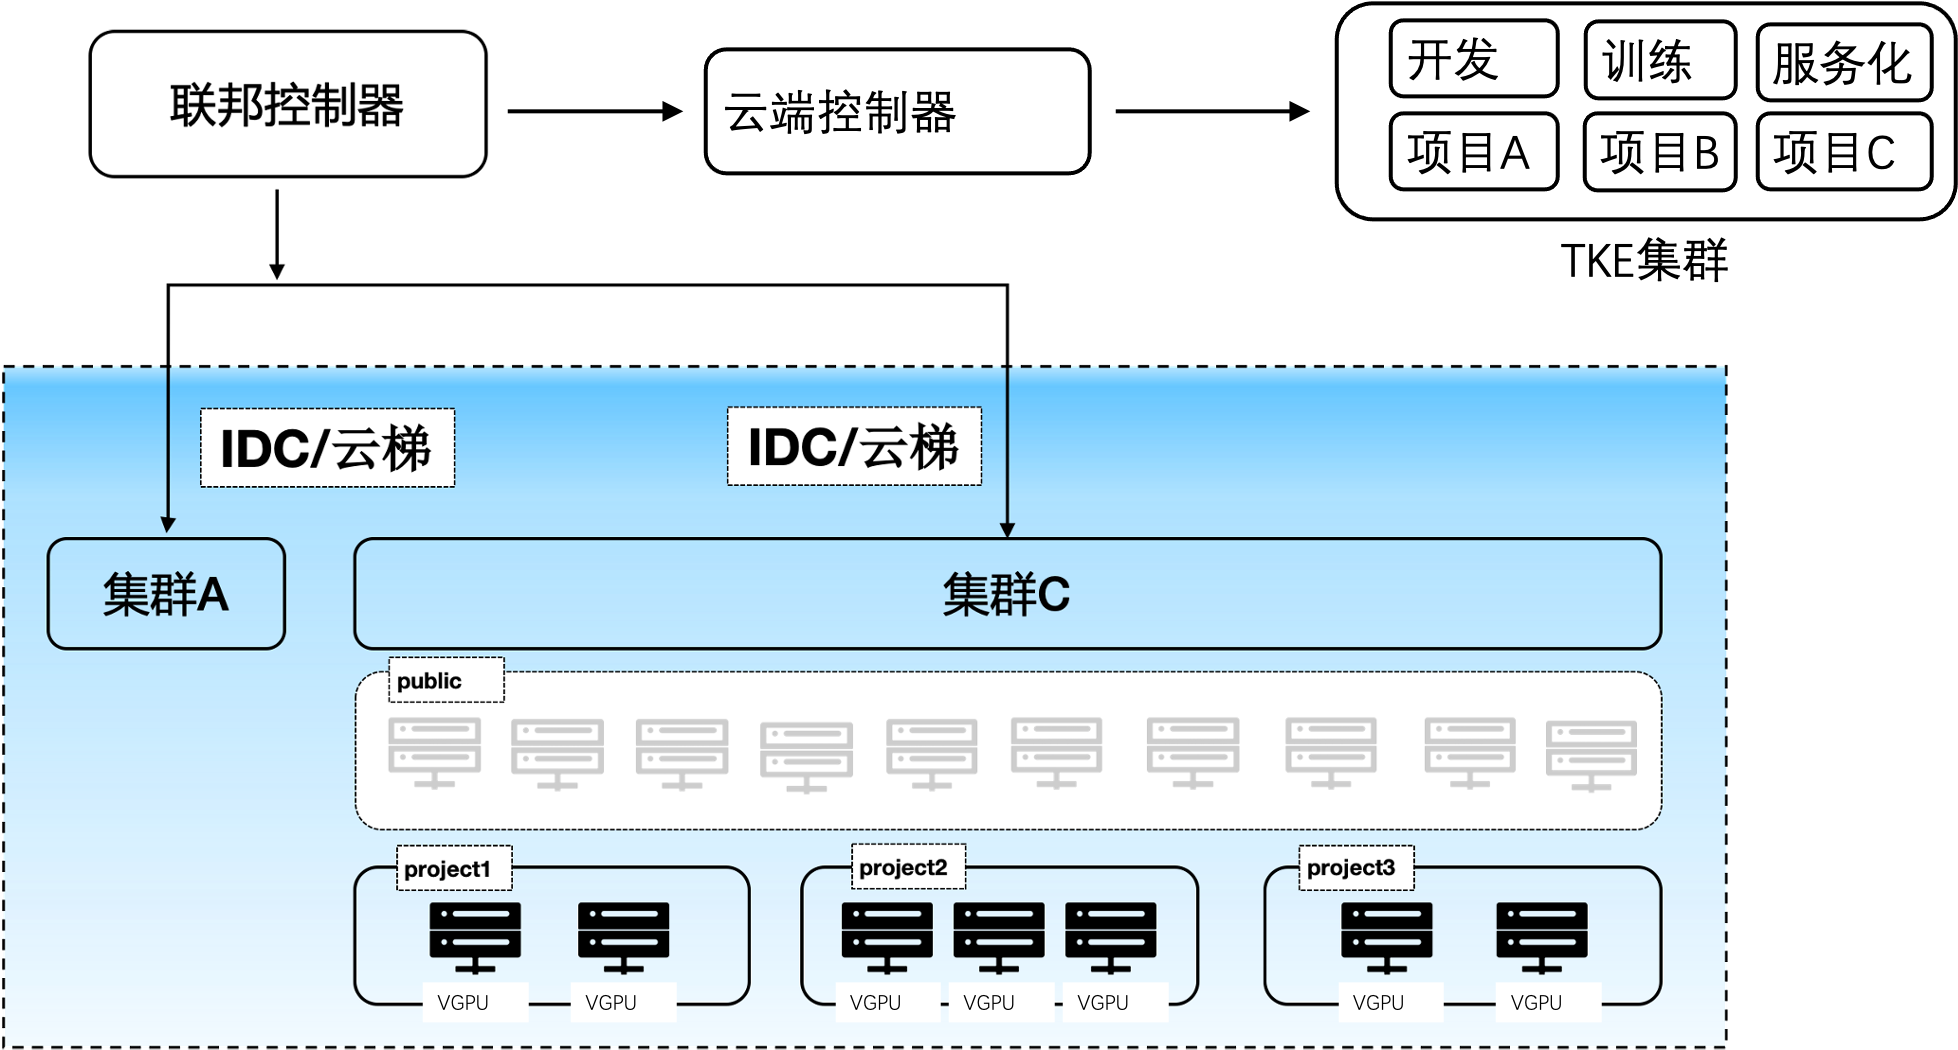 联邦控制器
云端控制器
开发
训练
服务化
项目A
项目B
项目C
TKE集群
IDC/云梯
IDC/云梯
集群A
集群C
public
project1
project2
project3
VGPU
VGPU
VGPU
VGPU
VGPU
VGPU
VGPU